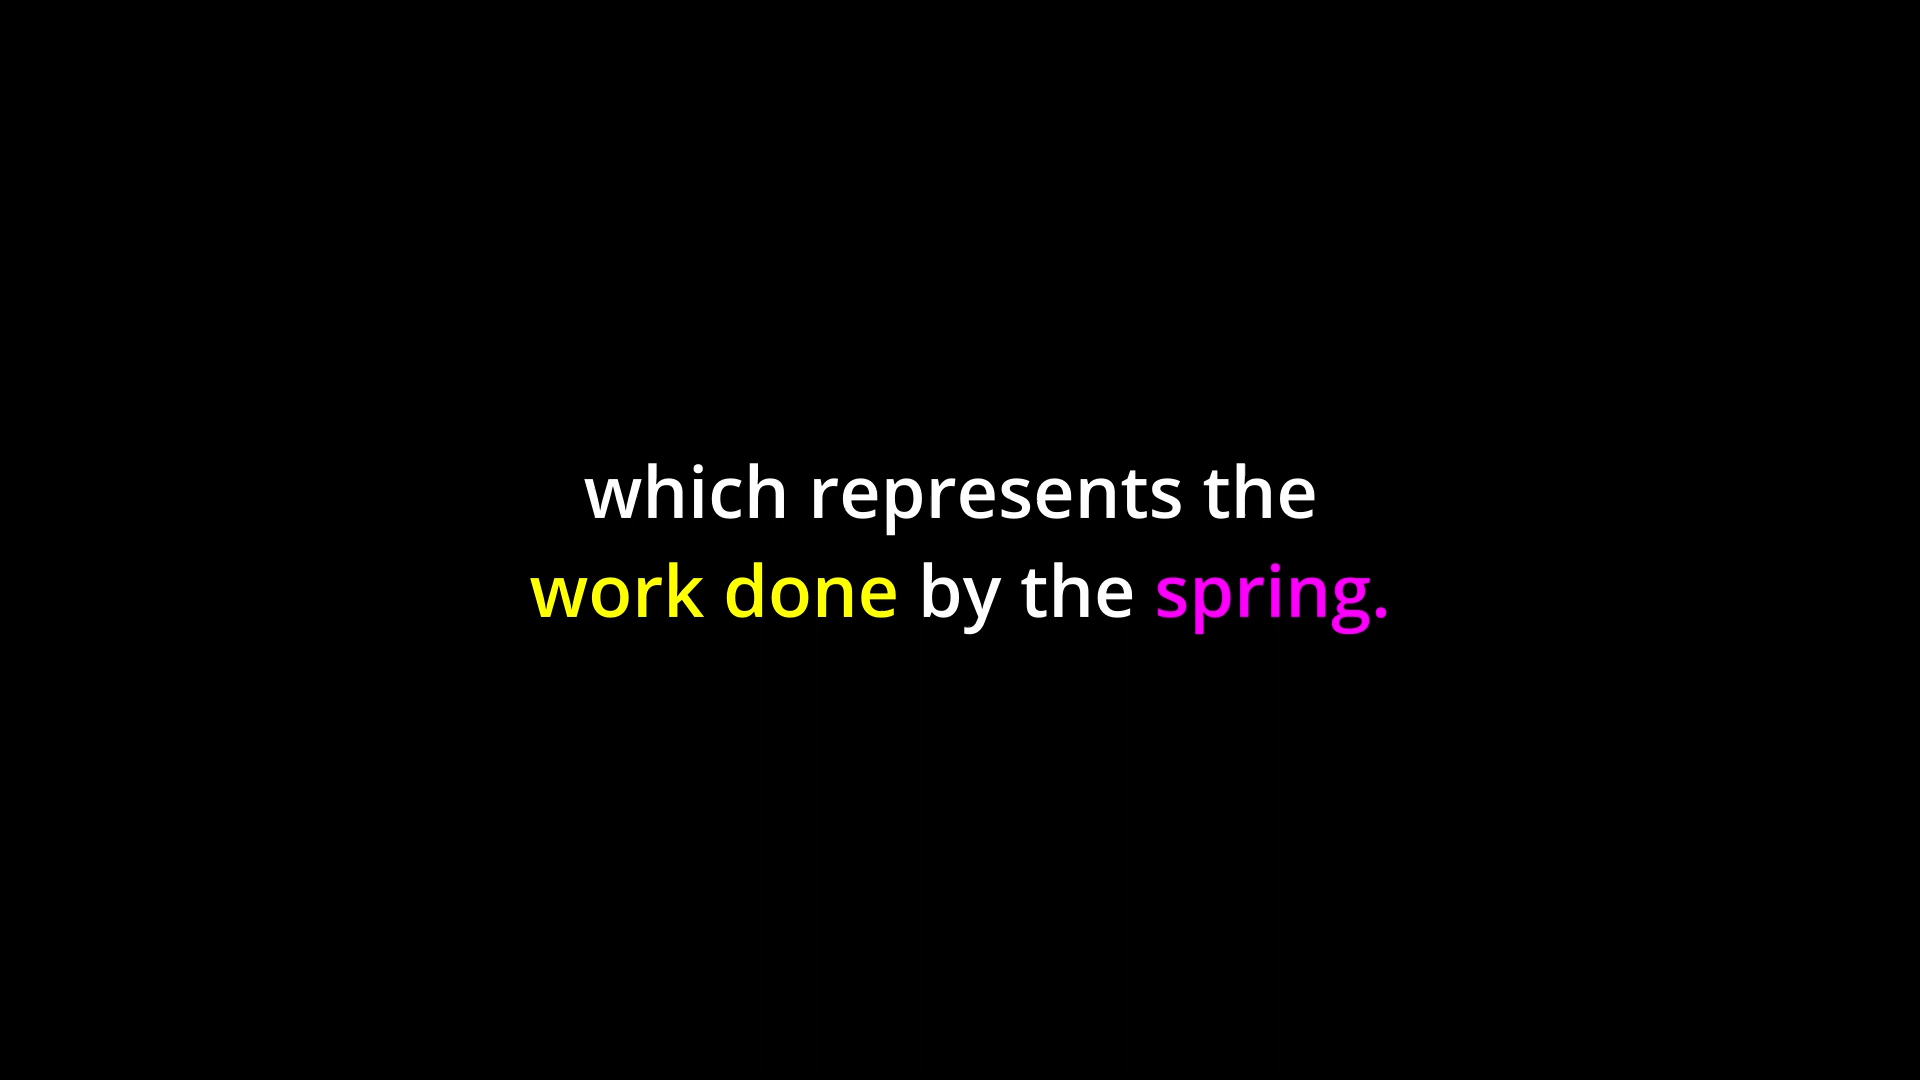 which represents the
work done by the spring.